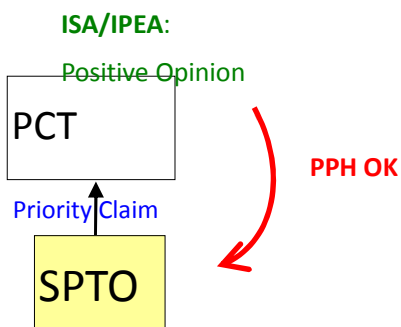 ISA/IPEA:
Positive Opinion
PCT
PPH OK
Priority Claim
SPTO